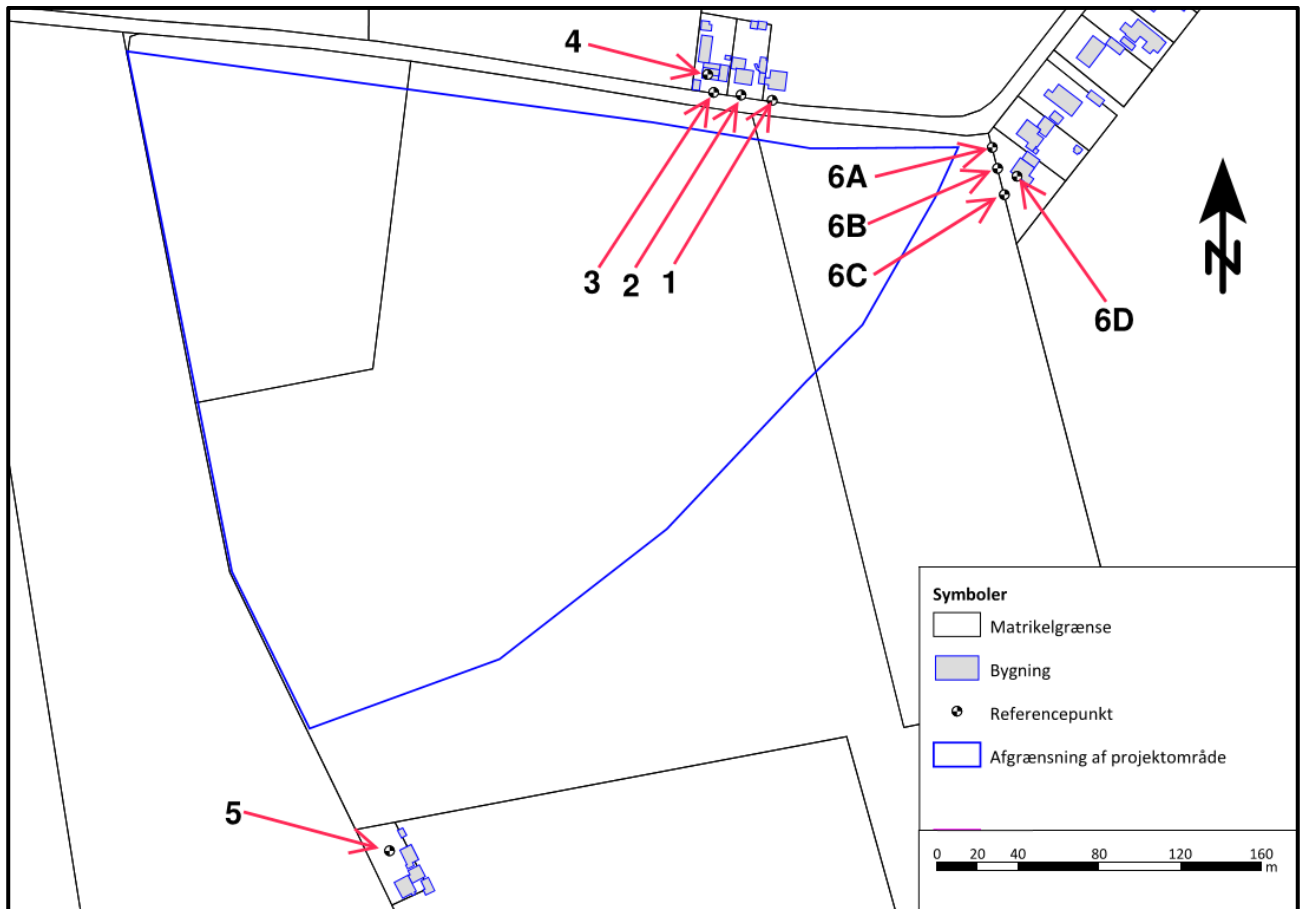 4
6A
6B
3
2
1
6C
N
6D
Symboler
Matrikelgrænse
Bygning
Referencepunkt
Afgrænsning af projektområde
5
0 20 40 80 120 160
m